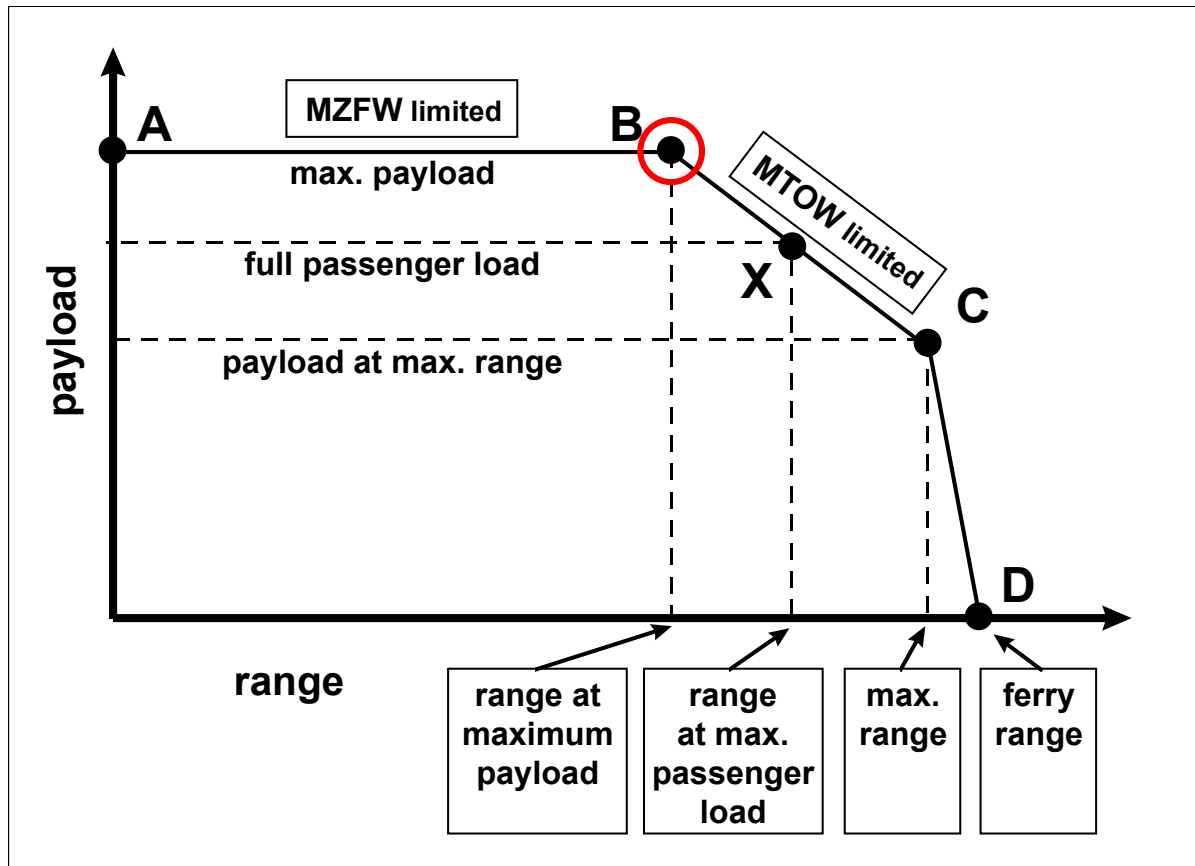 A
MZFW limited
B
max. payload
MTOW limited
full passenger load
X
C
payload at max. range
payload
D
range
range at
maximum
payload
range
at max.
passenger
load
max.
range
ferry
range